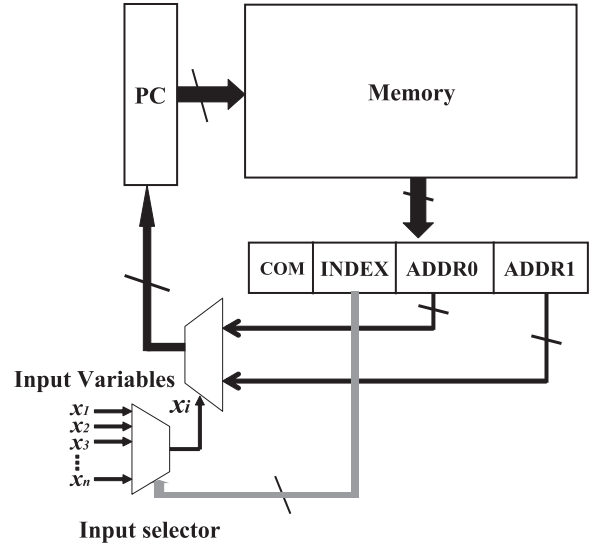 PC
Memory
COM INDEX ADDR0 ADDR1
Input Variables
xi
x1
x2
x3
xn
Input selector